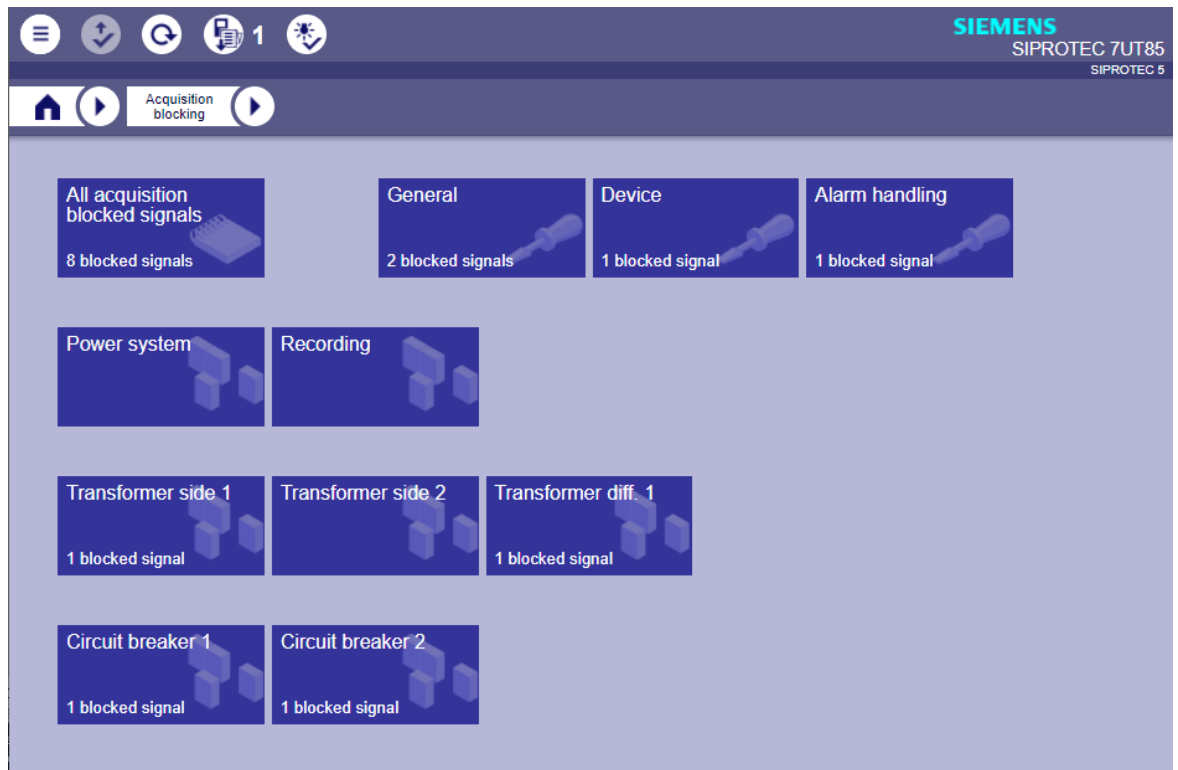 1
SIEMENS
SIPROTEC 7UT85
SIPROTEC 5
Acquisition
blocking
All acquisition
blocked signals
8 blocked signals
General
2 blocked signals
Device
1 blocked signal
Alarm handling
1 blocked signal
Power system
Recording
Transformer side 1
1 blocked signal
Transformer side 2
Transformer diff. 1
1 blocked signal
Circuit breaker 1
1 blocked signal
Circuit breaker 2
1 blocked signal